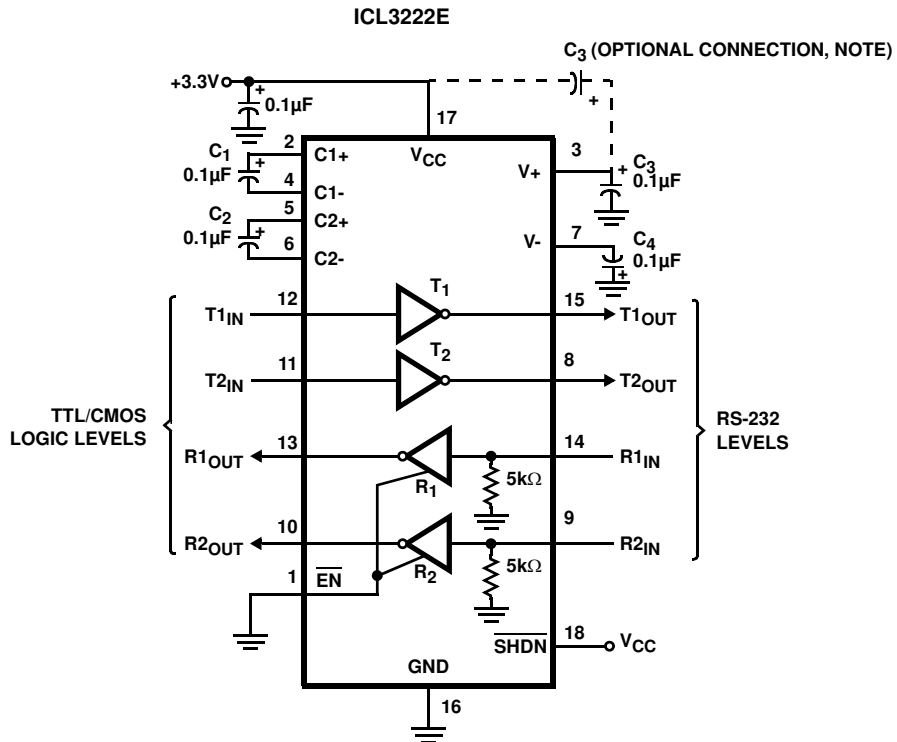 ICL3222E
C3 (OPTIONAL CONNECTION, NOTE)
+3.3V
+
0.1µF
17
+
2
C1+
VCC
3
C1
0.1µF
+
4
C1-
V+
+
C3
0.1µF
5
C2+
C2
0.1µF
+
6
C2-
7
V-
C4
0.1µF
+
T1
12
15
T1IN
T1OUT
T2
11
8
T2IN
T2OUT
TTL/CMOS
LOGIC LEVELS
RS-232
LEVELS
13
14
R1OUT
R1IN
R1
5kΩ
10
9
R2OUT
R2IN
R2
5kΩ
1
EN
18
SHDN
VCC
GND
16